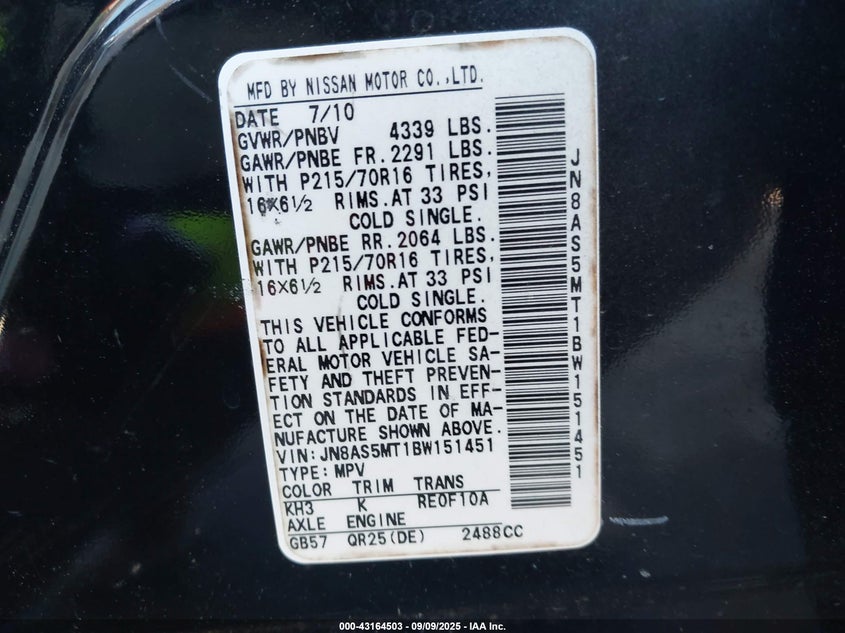 MFD BY NISSAN MOTOR CO.,LTD.
DATE 7/10
GVWR/PNBV 4339 LBS.
GAWR/PNBE FR.2291 LBS.
WITH P215/70R16 TIRES,
16×6½ RIMS.AT 33 PSI
COLD SINGLE.
GAWR/PNBE RR.2064 LBS.
WITH P215/70R16 TIRES,
16×6½ RIMS.AT 33 PSI
COLD SINGLE.
THIS VEHICLE CONFORMS
TO ALL APPLICABLE FED-
ERAL MOTOR VEHICLE SA-
FETY AND THEFT PREVEN-
TION STANDARDS IN EFF-
ECT ON THE DATE OF MA-
NUFACTURE SHOWN ABOVE.
VIN:JN8AS5MT1BW151451
TYPE:MPV
COLOR TRIM TRANS
KH3 K RE0F10A
AXLE ENGINE
GB57 QR25(DE) 2488CC
JN8AS5MT1BW151451
000-43164503 - 09/09/2025 - IAA Inc.